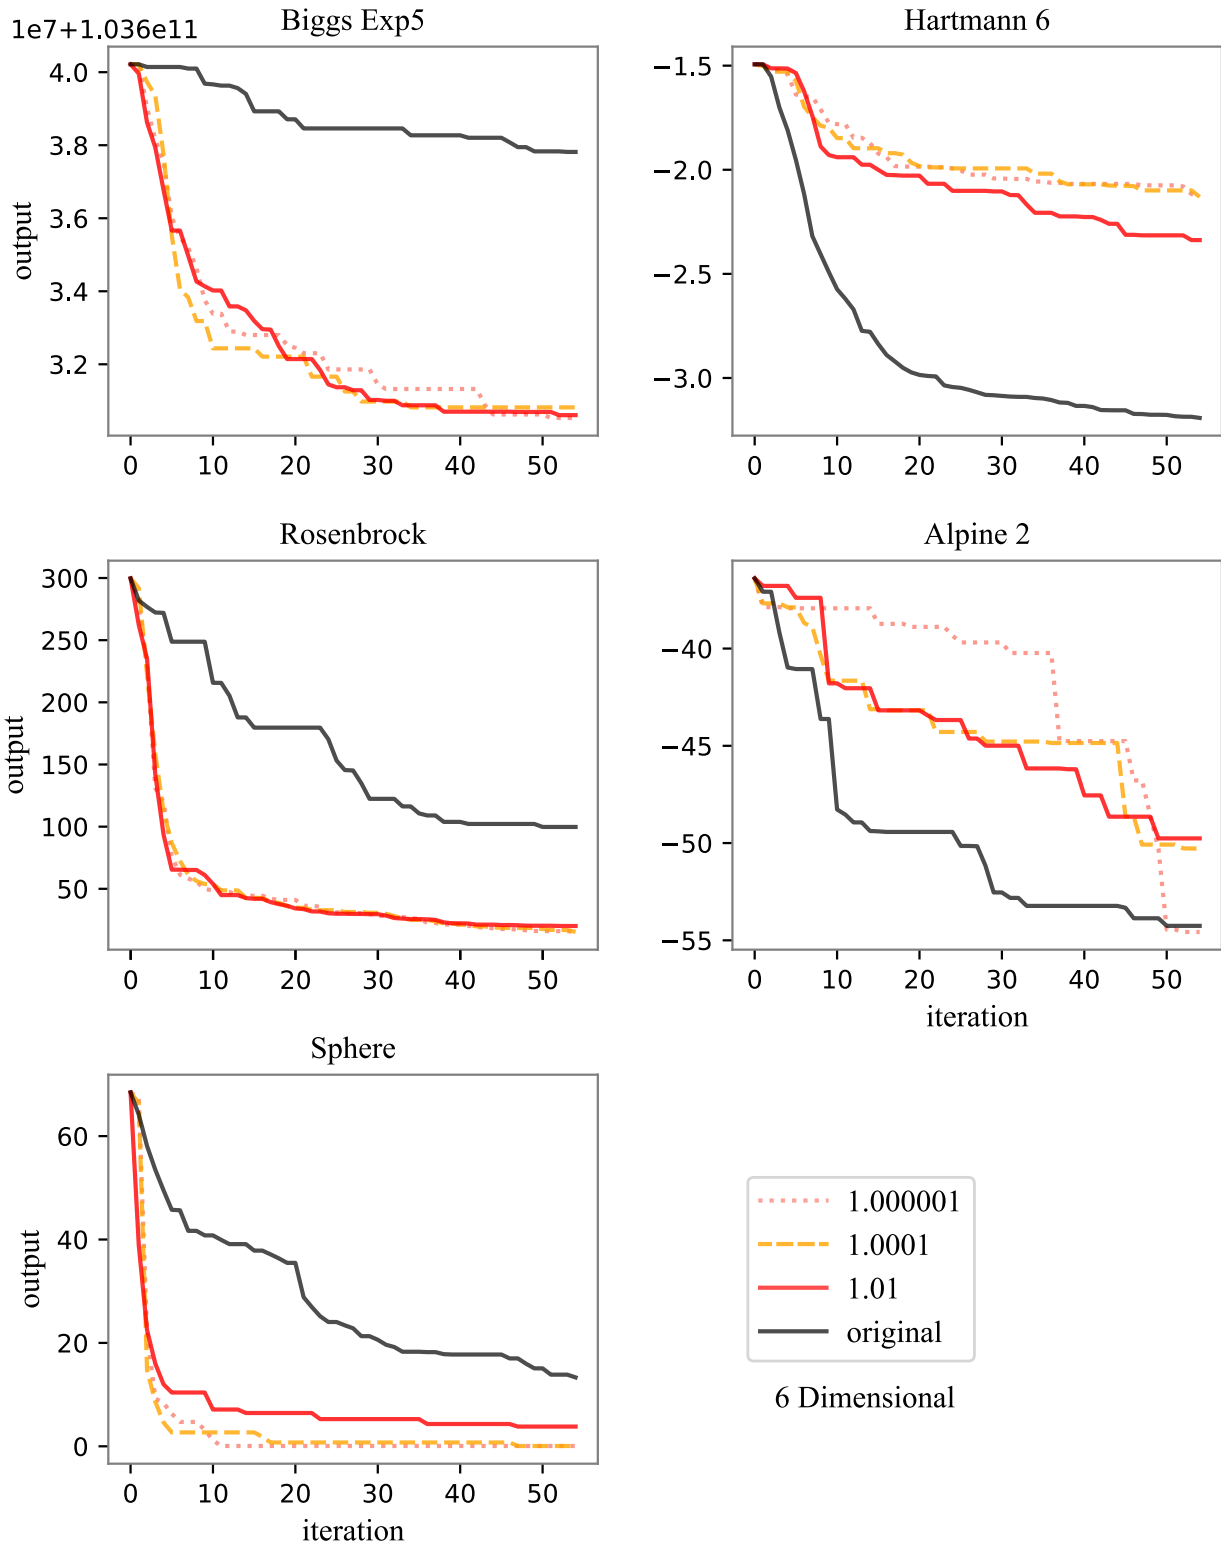 1e7+1.036e11
Biggs Exp5
4.0
3.8
3.6
3.4
3.2
output
0 10 20 30 40 50
Hartmann 6
−1.5
−2.0
−2.5
−3.0
0 10 20 30 40 50
Rosenbrock
300
250
200
150
100
50
output
0 10 20 30 40 50
Alpine 2
−40
−45
−50
−55
0 10 20 30 40 50
iteration
Sphere
60
40
20
0
output
0 10 20 30 40 50
iteration
1.000001
1.0001
1.01
original
6 Dimensional